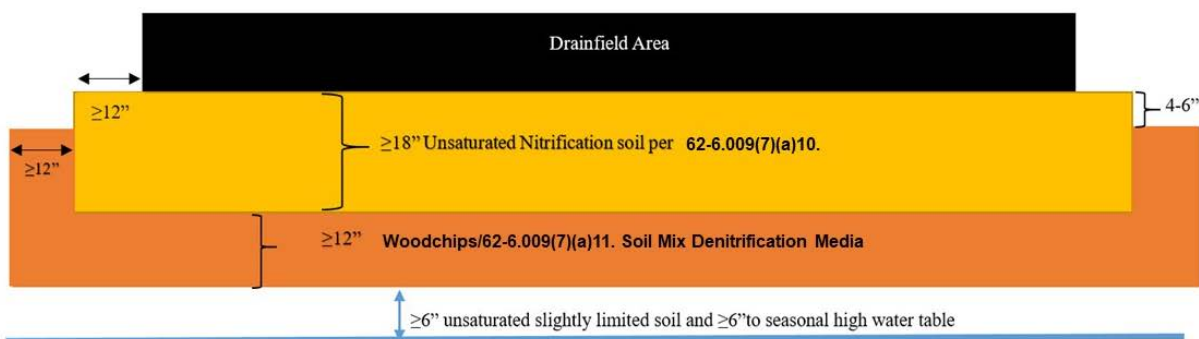 Drainfield Area
≥12”
4-6”
≥18” Unsaturated Nitrification soil per 62-6.009(7)(a)10.
≥12”
≥12” Woodchips/62-6.009(7)(a)11. Soil Mix Denitrification Media
≥6” unsaturated slightly limited soil and ≥6”to seasonal high water table